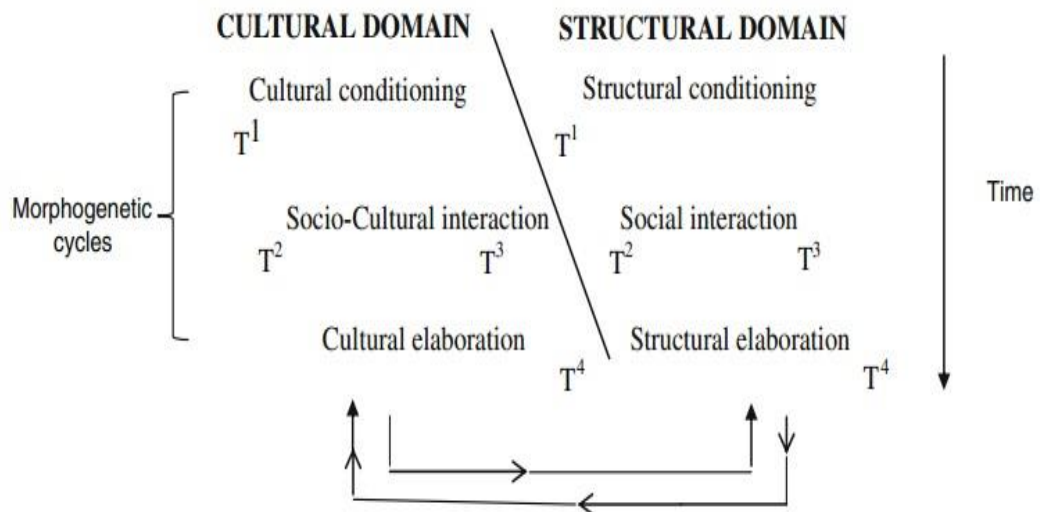 CULTURAL DOMAIN STRUCTURAL DOMAIN
Cultural conditioning Structural conditioning
T¹ T¹
Morphogenetic
cycles
Time
Socio-Cultural interaction Social interaction
T² T³ T² T³
Cultural elaboration Structural elaboration
T⁴ T⁴